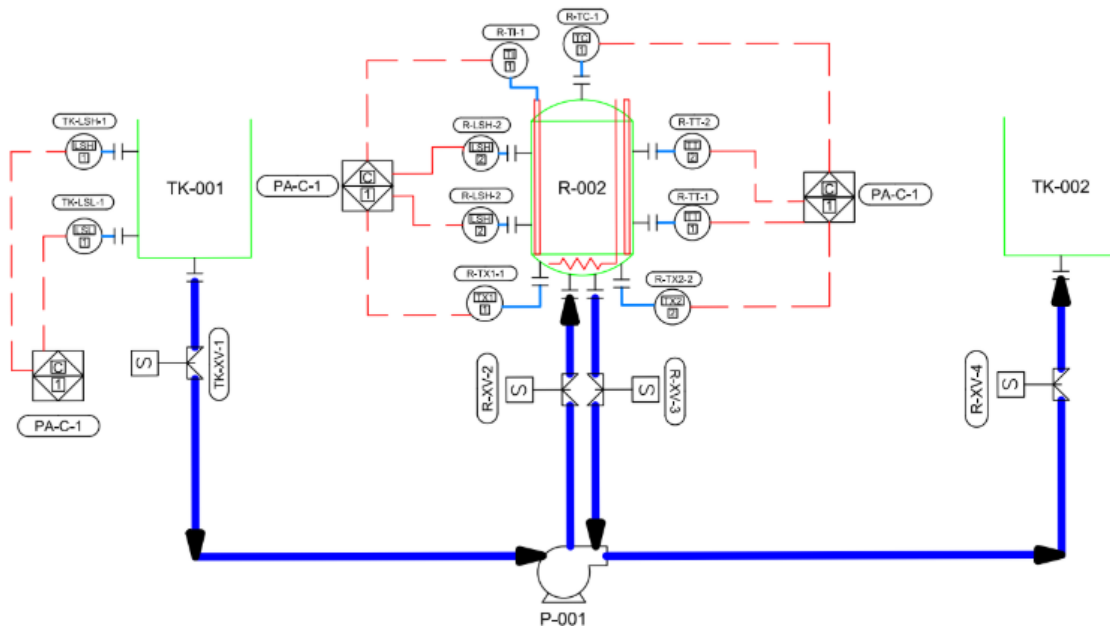 R-TC-1
TC
1
R-TI-1
TI
1
TK-LSH-1
LSH
1
TK-001
R-LSH-2
LSH
2
R-002
R-TT-2
TT
2
TK-002
PA-C-1
C
1
C
1
PA-C-1
TK-LSL-1
LSL
1
R-LSH-2
LSH
2
R-TT-1
TT
1
R-TX1-1
TX1
1
R-TX2-2
TX2
2
C
1
PA-C-1
S
TK-XV-1
R-XV-2
S
S
R-XV-3
R-XV-4
S
P-001